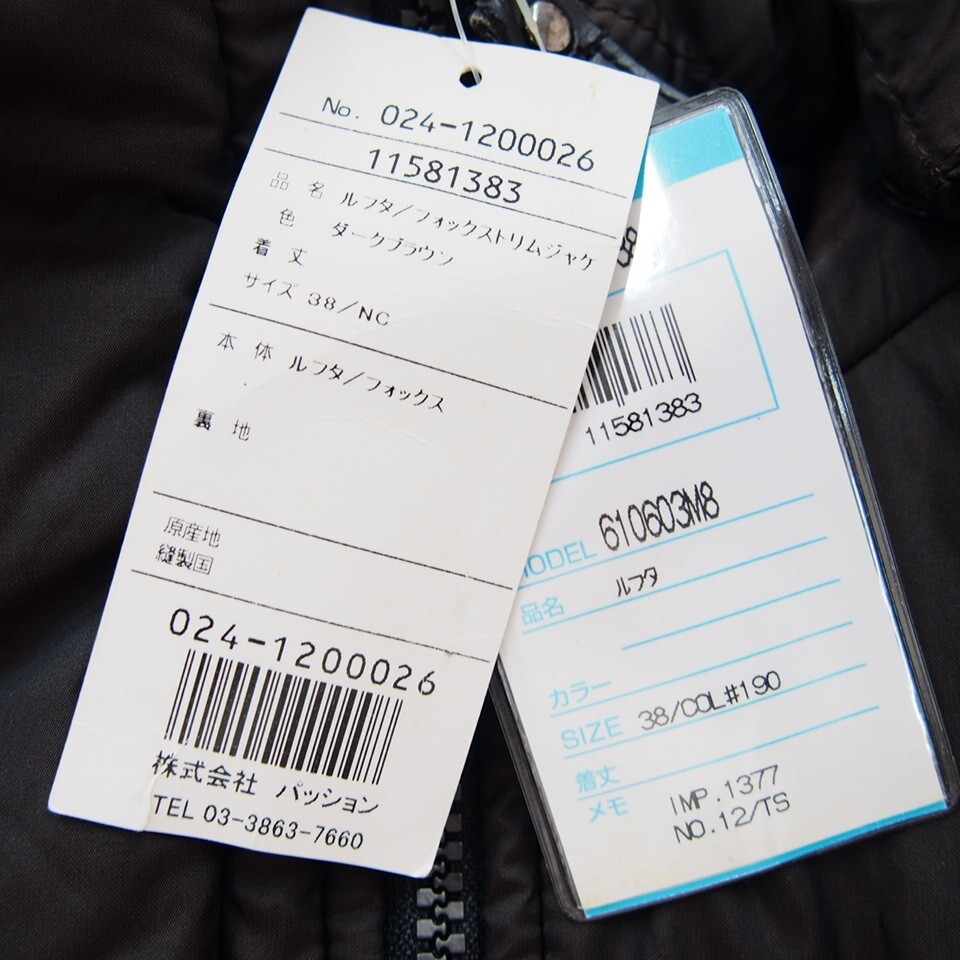 No. 024-1200026
11581383
品 名 ルフタ/フォックストリムジャケ
色 ダークブラウン
着 丈
サイズ 38/NC
本 体 ルフタ/フォックス
裏 地
原産地
縫製国
024-1200026
株式会社 パッション
TEL 03-3863-7660
8
11581383
MODEL 610603M8
品名 ルフタ
カラー
SIZE 38/COL#190
着丈
メモ IMP.1377
NO.12/TS